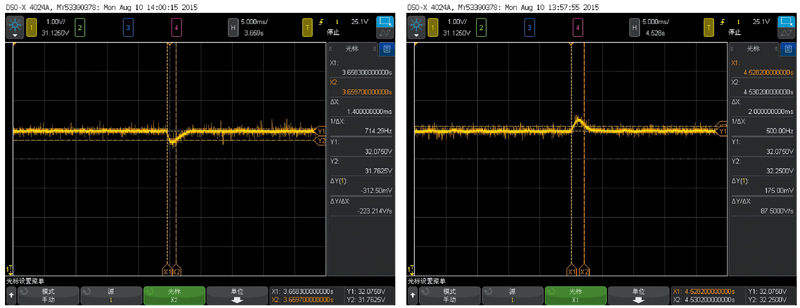 DSO-X 4024A, MY53390378: Mon Aug 10 14:00:15 2015
1 1.00V/ 31.1260V 2 3 4 H 5.000ms/ 3.669s T 1 停止 25.1V
光标
X1:
3.658300000000s
X2:
3.659700000000s
ΔX:
1.400000000ms
1/ΔX:
714.29Hz
Y1:
32.0750V
Y2:
31.7625V
ΔY(1):
-312.50mV
ΔY/ΔX:
-223.214V/s
Y1
Y2
X1 X2
光标设置菜单
模式 手动
源 1
光标 X2
单位
X1: 3.658300000000s Y1: 32.0750V
X2: 3.659700000000s Y2: 31.7625V
DSO-X 4024A, MY53390378: Mon Aug 10 13:57:55 2015
1 1.00V/ 31.1260V 2 3 4 H 5.000ms/ 4.528s T 1 停止 25.1V
光标
X1:
4.528200000000s
X2:
4.530200000000s
ΔX:
2.000000000ms
1/ΔX:
500.00Hz
Y1:
32.0750V
Y2:
32.2500V
ΔY(1):
175.00mV
ΔY/ΔX:
87.5000V/s
Y1
X1 X2
光标设置菜单
模式 手动
源 1
光标 X1
单位
X1: 4.528200000000s Y1: 32.0750V
X2: 4.530200000000s Y2: 32.2500V